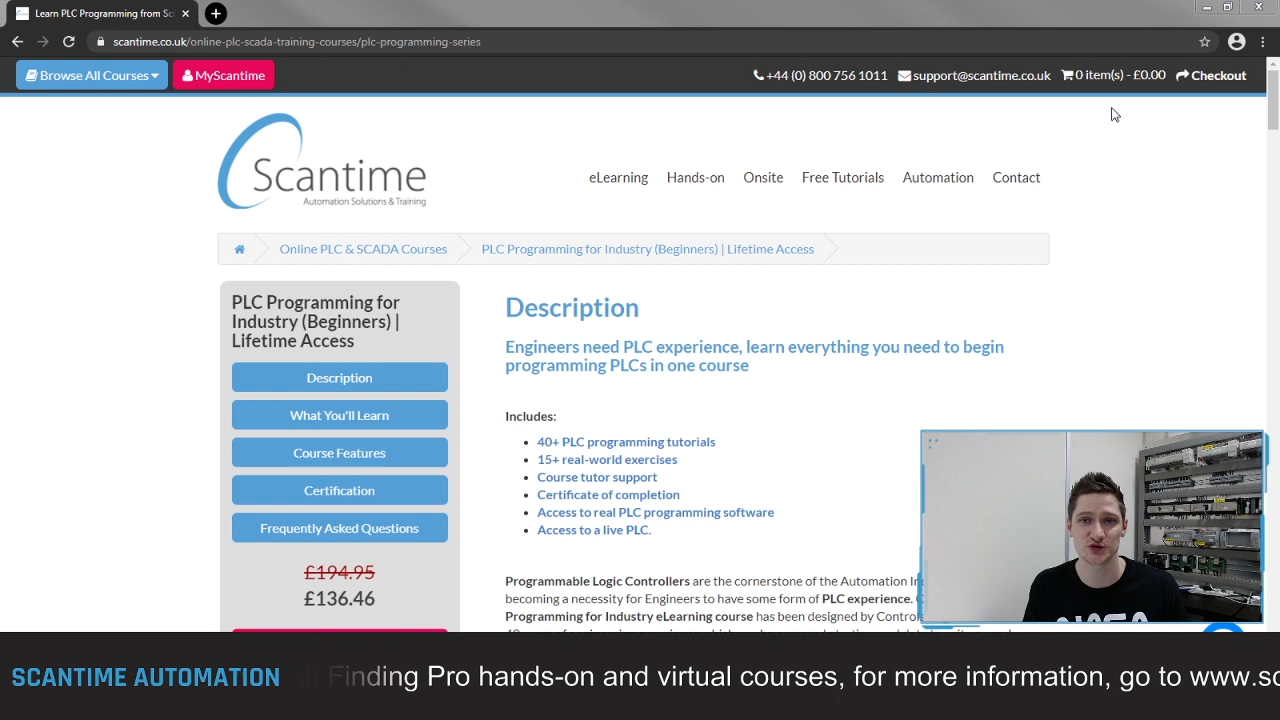 Learn PLC Programming from Sc
scantime.co.uk/online-plc-scada-training-courses/plc-programming-series
Browse All Courses
MyScantime
+44 (0) 800 756 1011
support@scantime.co.uk
0 item(s) - £0.00
Checkout
Scantime
Automation Solutions & Training
eLearning
Hands-on
Onsite
Free Tutorials
Automation
Contact
Online PLC & SCADA Courses
PLC Programming for Industry (Beginners) | Lifetime Access
PLC Programming for
Industry (Beginners) |
Lifetime Access
Description
What You'll Learn
Course Features
Certification
Frequently Asked Questions
£194.95
£136.46
Description
Engineers need PLC experience, learn everything you need to begin
programming PLCs in one course
Includes:
40+ PLC programming tutorials
15+ real-world exercises
Course tutor support
Certificate of completion
Access to real PLC programming software
Access to a live PLC.
Programmable Logic Controllers are the cornerstone of the Automation In
becoming a necessity for Engineers to have some form of PLC experience.
Programming for Industry eLearning course has been designed by Control
SCANTIME AUTOMATION
Finding Pro hands-on and virtual courses, for more information, go to www.sc